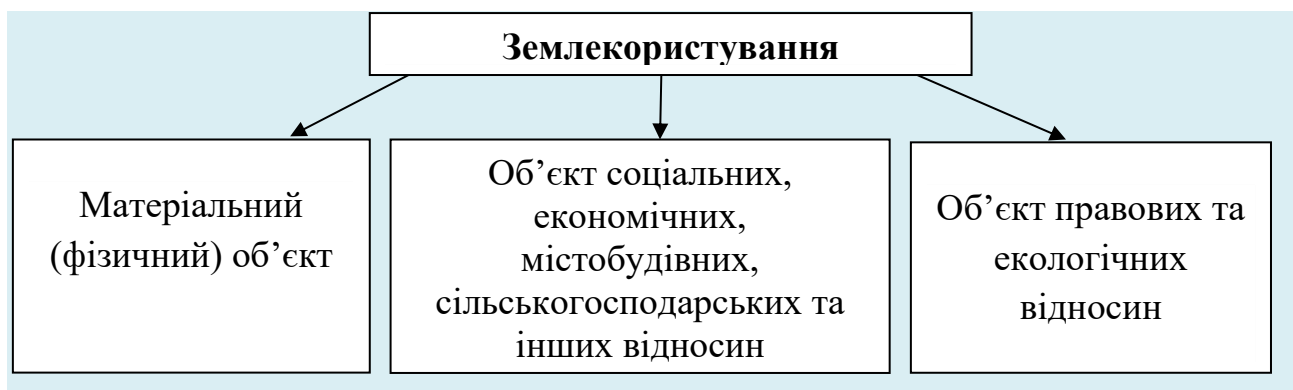 Землекористування
Матеріальний
(фізичний) об’єкт
Об’єкт соціальних,
економічних,
містобудівних,
сільськогосподарських та
інших відносин
Об’єкт правових та
екологічних
відносин